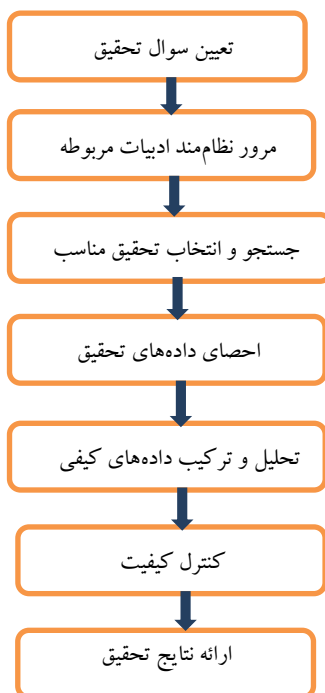 تعیین سوال تحقیق
مرور نظام‌مند ادبیات مربوطه
جستجو و انتخاب تحقیق مناسب
احصای داده‌های تحقیق
تحلیل و ترکیب داده‌های کیفی
کنترل کیفیت
ارائه نتایج تحقیق